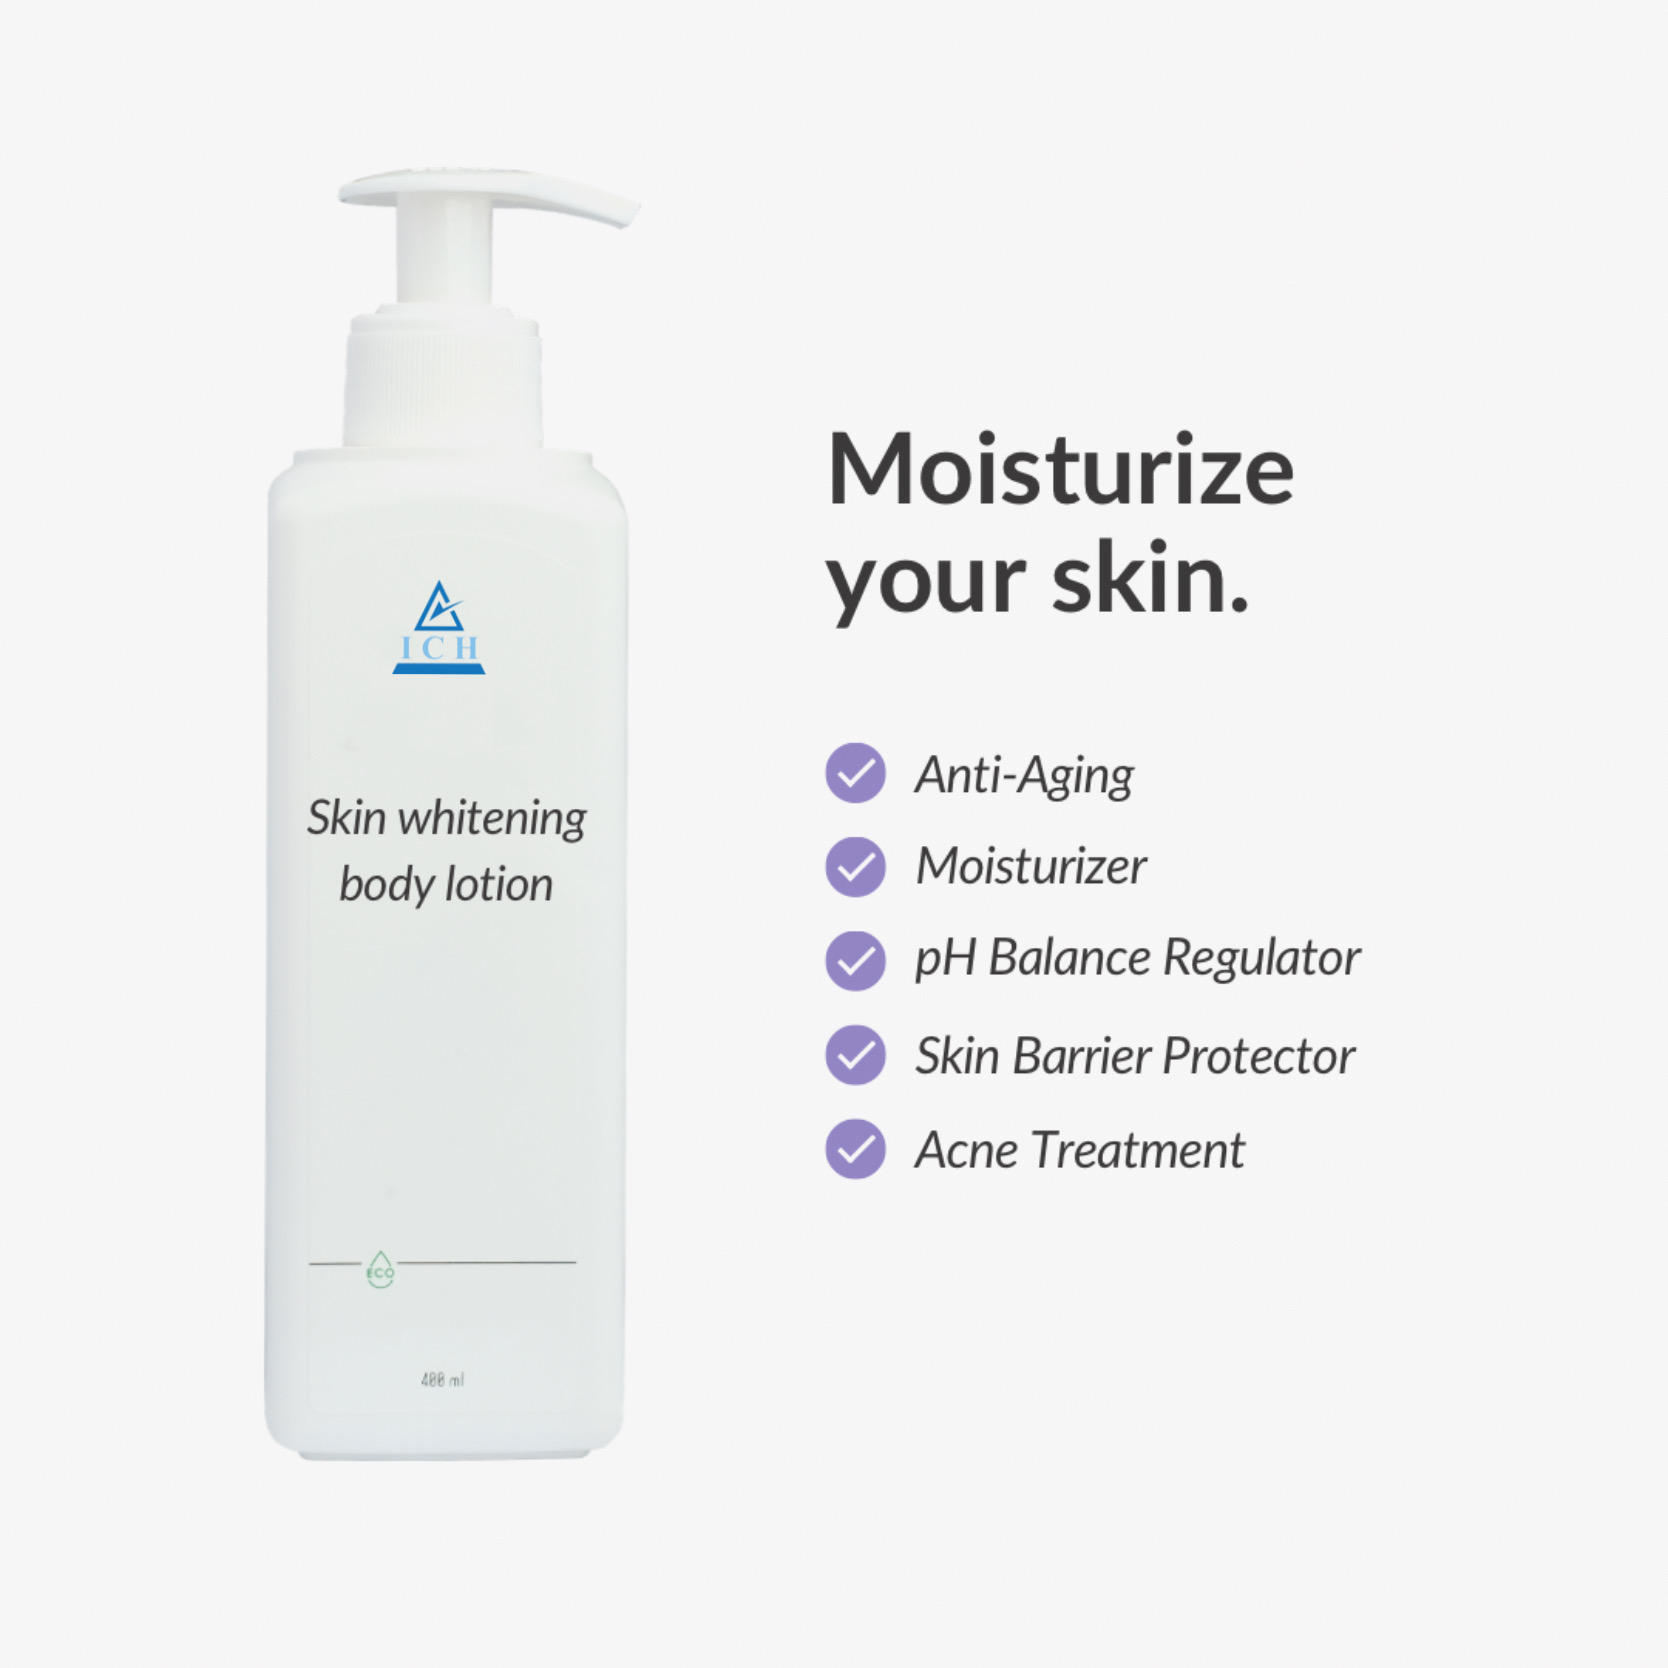 ICH
Skin whitening
body lotion
ECO
400 ml
Moisturize
your skin.
Anti-Aging
Moisturizer
pH Balance Regulator
Skin Barrier Protector
Acne Treatment